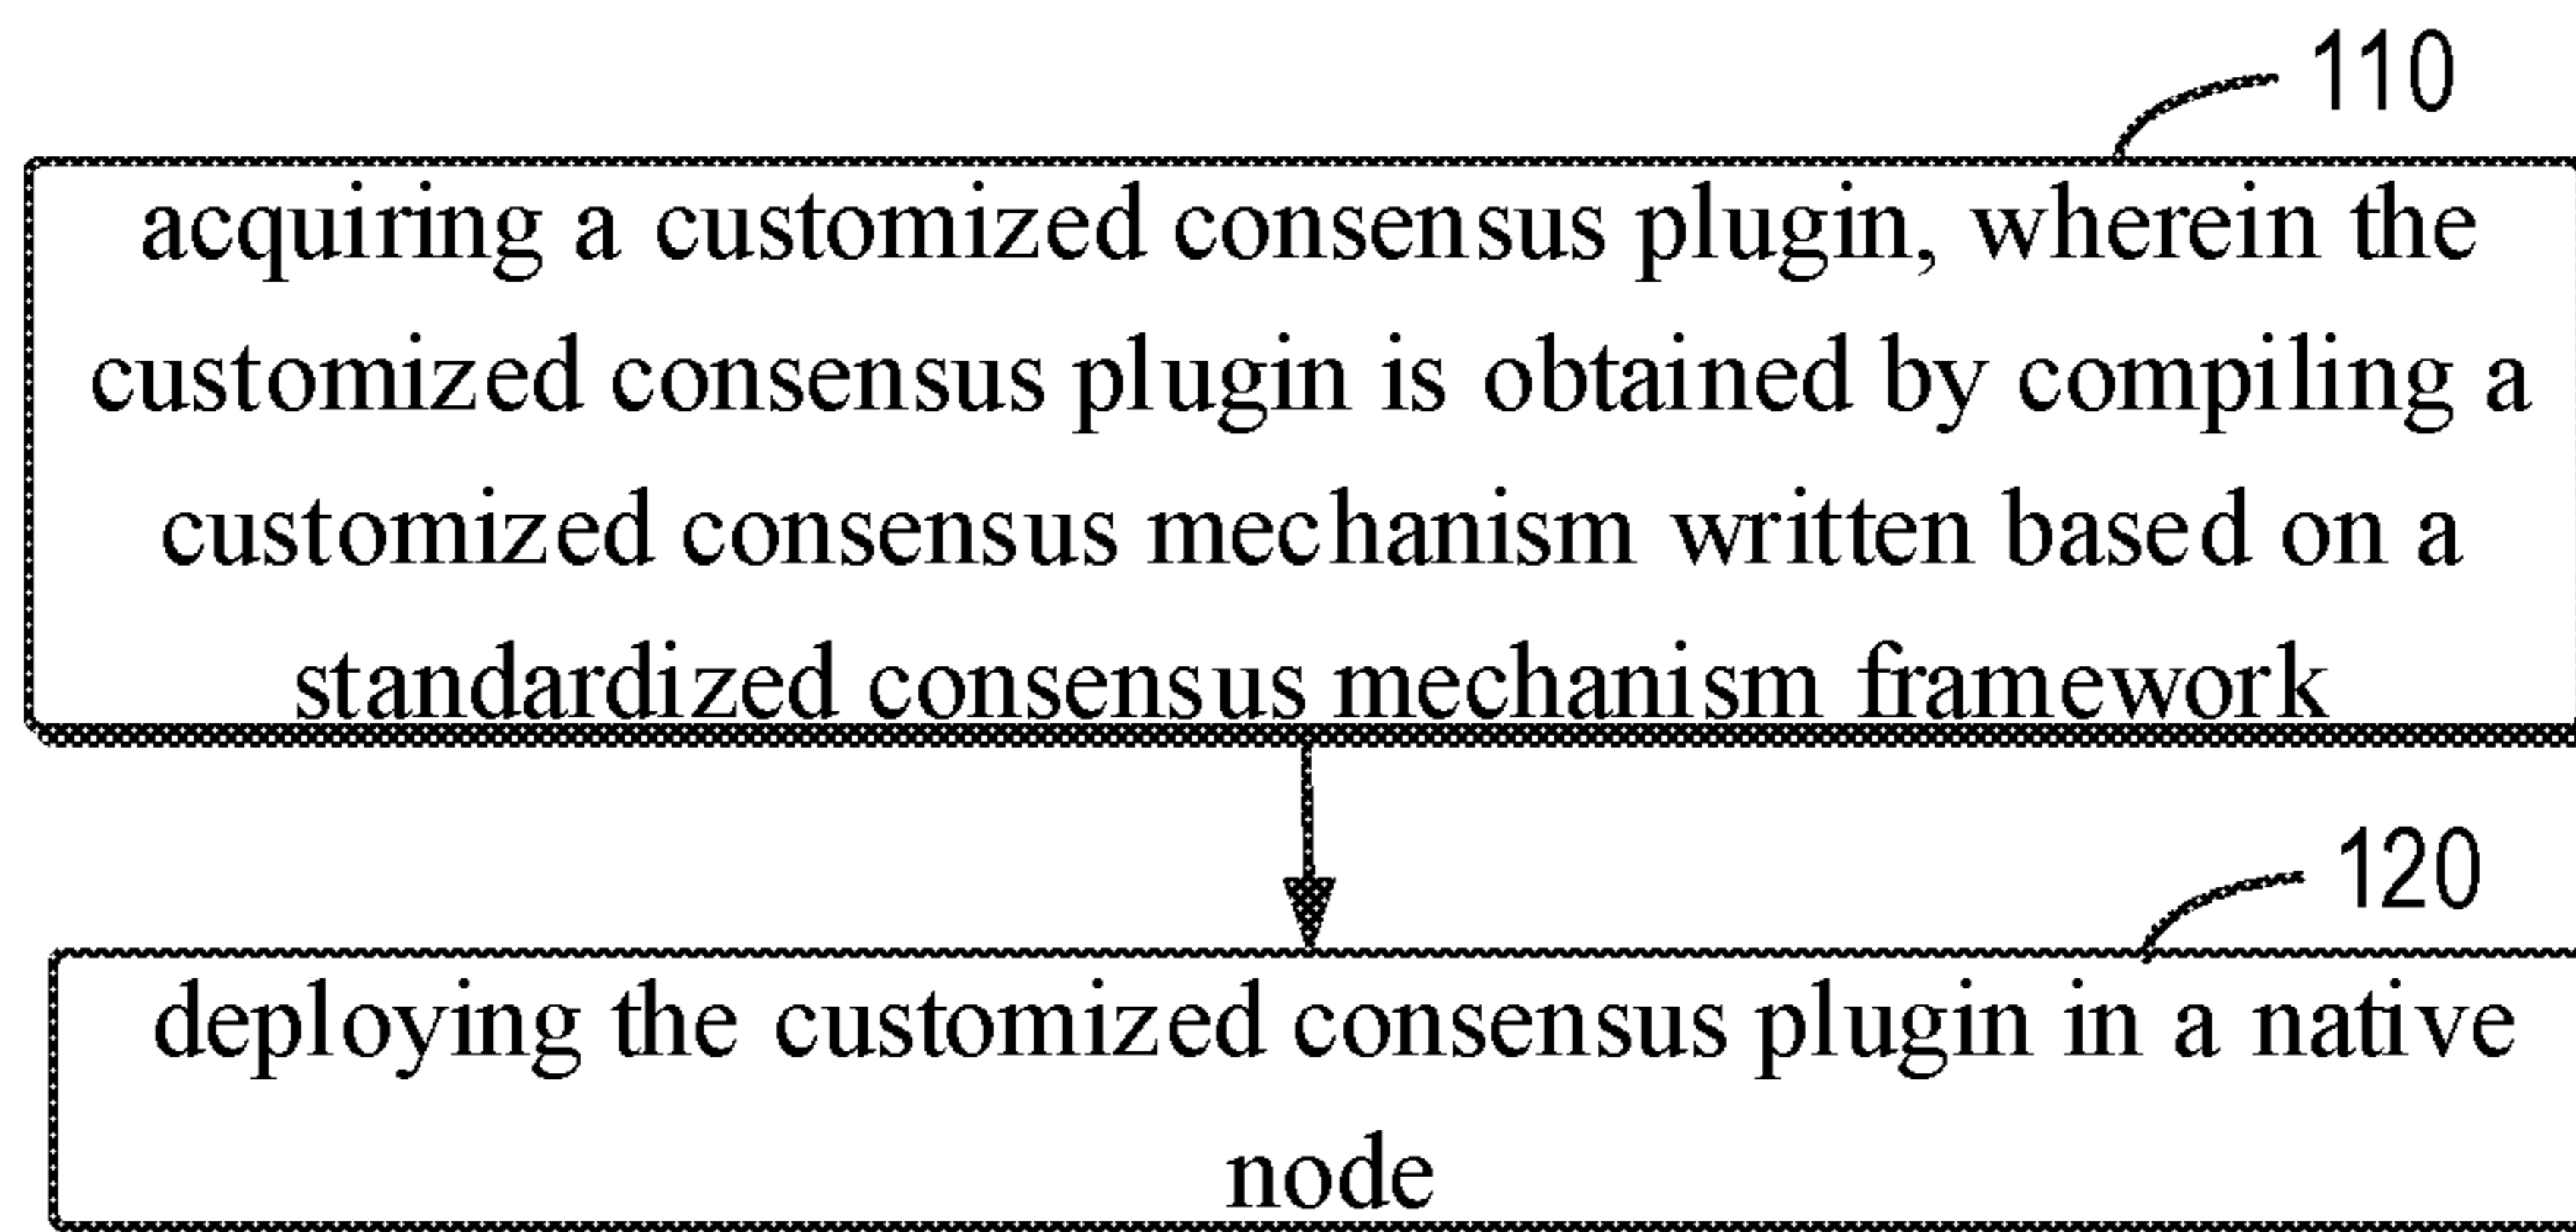 110
acquiring a customized consensus plugin, wherein the
customized consensus plugin is obtained by compiling a
customized consensus mechanism written based on a
standardized consensus mechanism framework
120
deploying the customized consensus plugin in a native
node